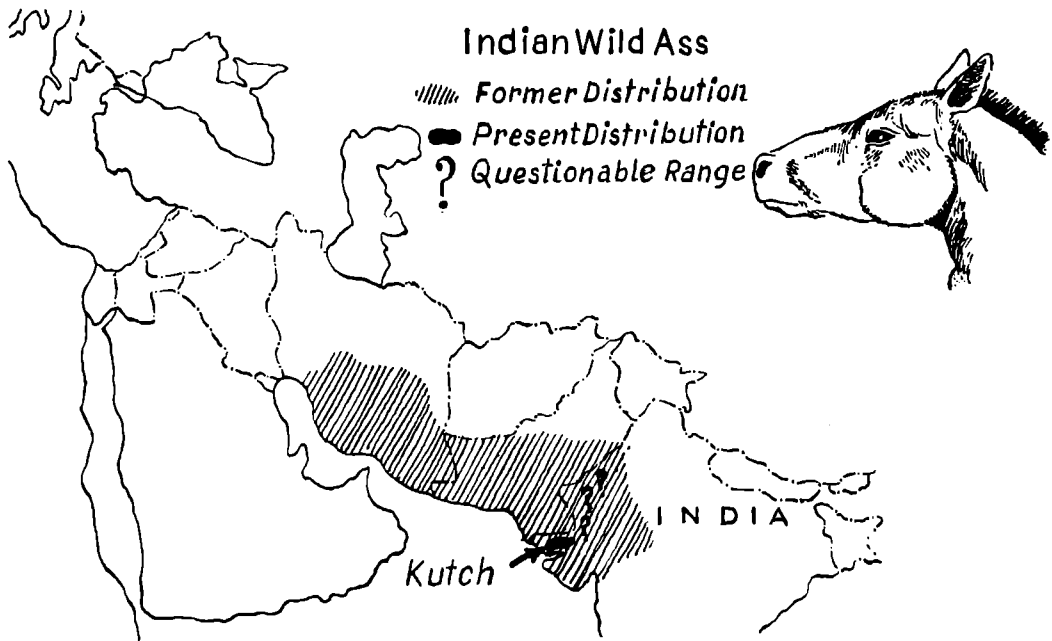 Indian Wild Ass
Former Distribution
Present Distribution
? Questionable Range
INDIA
Kutch